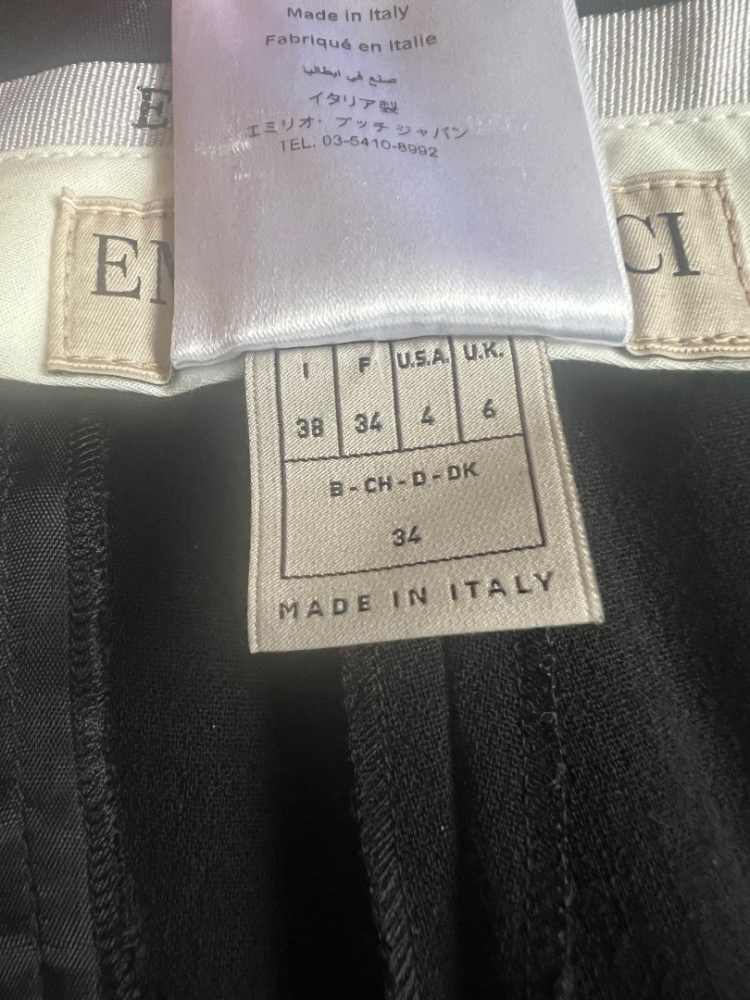 Made in Italy
Fabriqué en Italie
صنع في ايطاليا
イタリア製
エミリオ・プッチ ジャパン
TEL. 03-5410-8992
E
EM
CI
I F U.S.A. U.K.
38 34 4 6
B - CH - D - DK
34
MADE IN ITALY